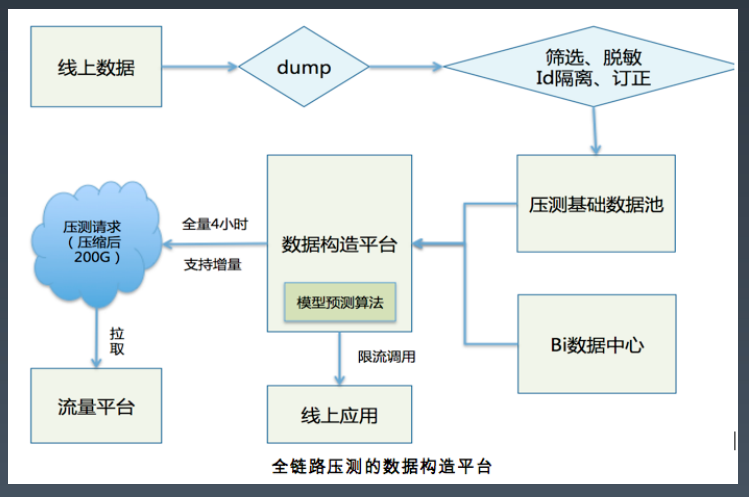 线上数据
dump
筛选、脱敏
Id隔离、订正
压测请求
（压缩后
200G）
全量4小时
支持增量
数据构造平台
模型预测算法
压测基础数据池
Bi数据中心
拉
取
限流调用
流量平台
线上应用
全链路压测的数据构造平台